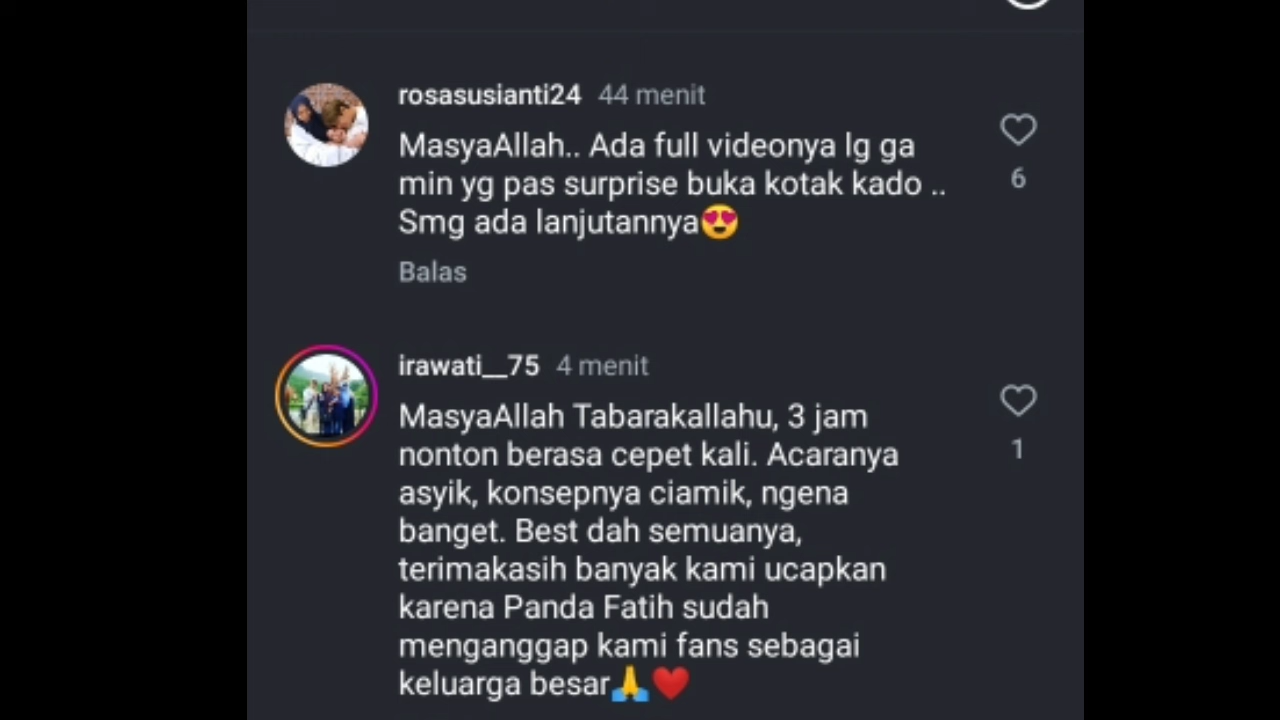 rosasusianti24 44 menit
MasyaAllah.. Ada full videonya lg ga
min yg pas surprise buka kotak kado ..
Smg ada lanjutannya😍
6
Balas
irawati__75 4 menit
MasyaAllah Tabarakallahu, 3 jam
nonton berasa cepet kali. Acaranya
asyik, konsepnya ciamik, ngena
banget. Best dah semuanya,
terimakasih banyak kami ucapkan
karena Panda Fatih sudah
menganggap kami fans sebagai
keluarga besar🙏❤️
1